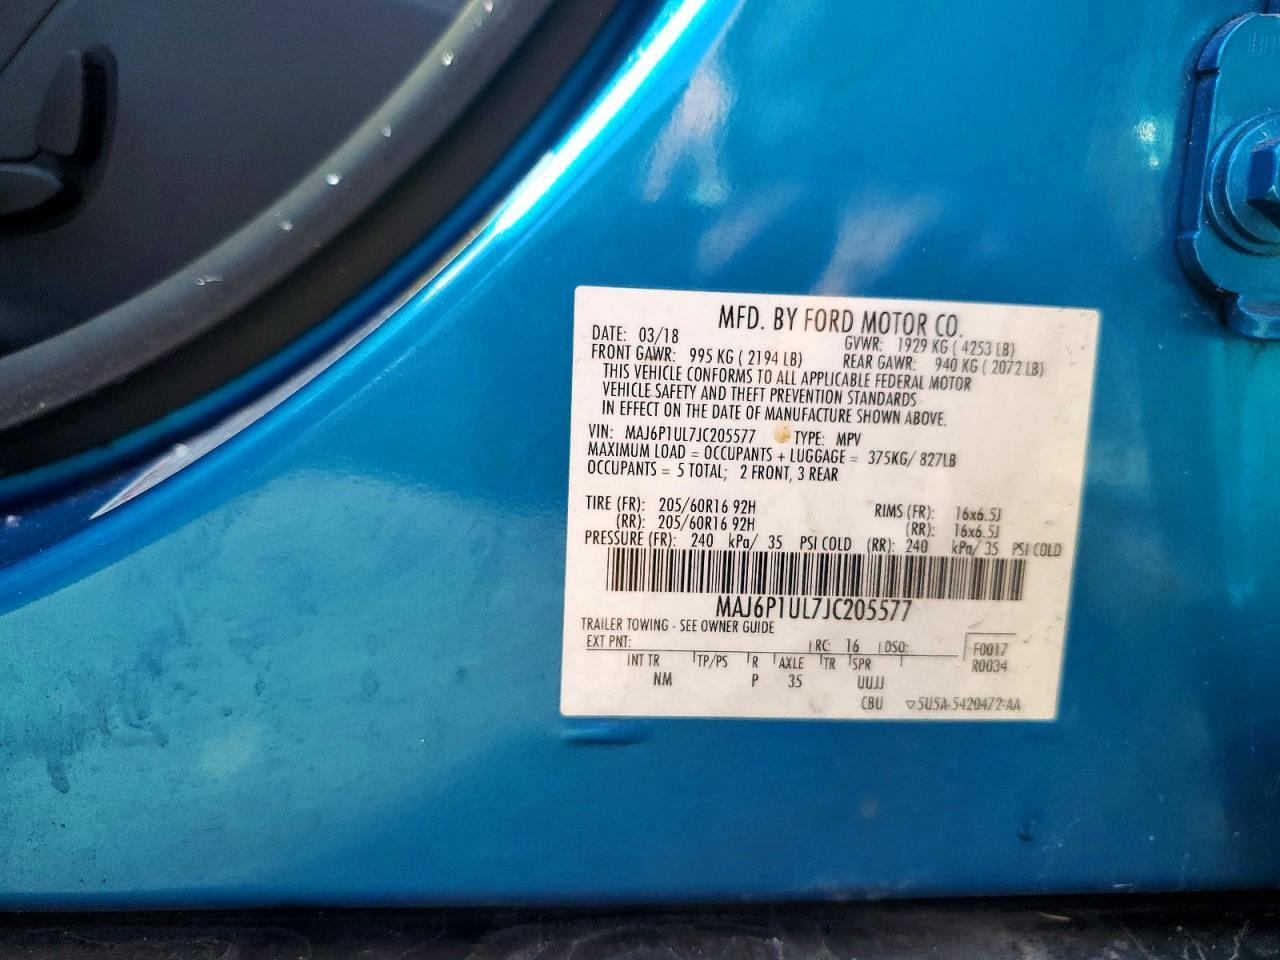 MFD. BY FORD MOTOR CO.
DATE: 03/18 GVWR: 1929 KG ( 4253 LB)
FRONT GAWR: 995 KG ( 2194 LB) REAR GAWR: 940 KG ( 2072 LB)
THIS VEHICLE CONFORMS TO ALL APPLICABLE FEDERAL MOTOR
VEHICLE SAFETY AND THEFT PREVENTION STANDARDS
IN EFFECT ON THE DATE OF MANUFACTURE SHOWN ABOVE.
VIN: MAJ6P1UL7JC205577 TYPE: MPV
MAXIMUM LOAD = OCCUPANTS + LUGGAGE = 375KG/ 827LB
OCCUPANTS = 5 TOTAL; 2 FRONT, 3 REAR
TIRE (FR): 205/60R16 92H RIMS (FR): 16x6.5J
(RR): 205/60R16 92H (RR): 16x6.5J
PRESSURE (FR): 240 kPa/ 35 PSI COLD (RR): 240 kPa/ 35 PSI COLD
MAJ6P1UL7JC205577
TRAILER TOWING - SEE OWNER GUIDE
EXT PNT: RC: 16 DSO: F0017
R0034
INT TR TP/PS R AXLE TR SPR
NM P 35 UUJJ
CBU ▽5U5A-5420472-AA